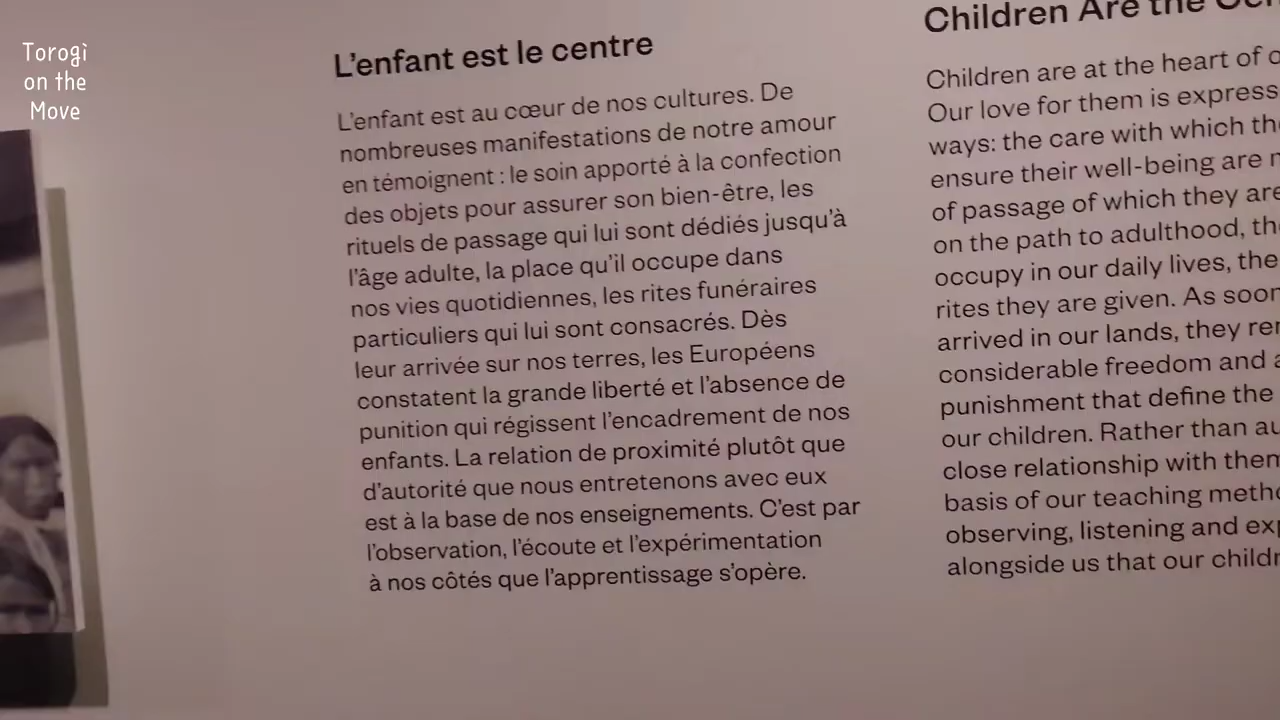 Torogì
on the
Move
L'enfant est le centre
L'enfant est au cœur de nos cultures. De
nombreuses manifestations de notre amour
en témoignent : le soin apporté à la confection
des objets pour assurer son bien-être, les
rituels de passage qui lui sont dédiés jusqu'à
l'âge adulte, la place qu'il occupe dans
nos vies quotidiennes, les rites funéraires
particuliers qui lui sont consacrés. Dès
leur arrivée sur nos terres, les Européens
constatent la grande liberté et l'absence de
punition qui régissent l'encadrement de nos
enfants. La relation de proximité plutôt que
d'autorité que nous entretenons avec eux
est à la base de nos enseignements. C'est par
l'observation, l'écoute et l'expérimentation
à nos côtés que l'apprentissage s'opère.
Children Are the
Children are at the heart of
Our love for them is
ways: the care with which
ensure their well-being are
of passage of which they are
on the path to adulthood,
occupy in our daily lives, the
rites they are given. As
arrived in our lands, they
considerable freedom and
punishment that define the
our children. Rather than
close relationship with them
basis of our teaching
observing, listening and
alongside us that our